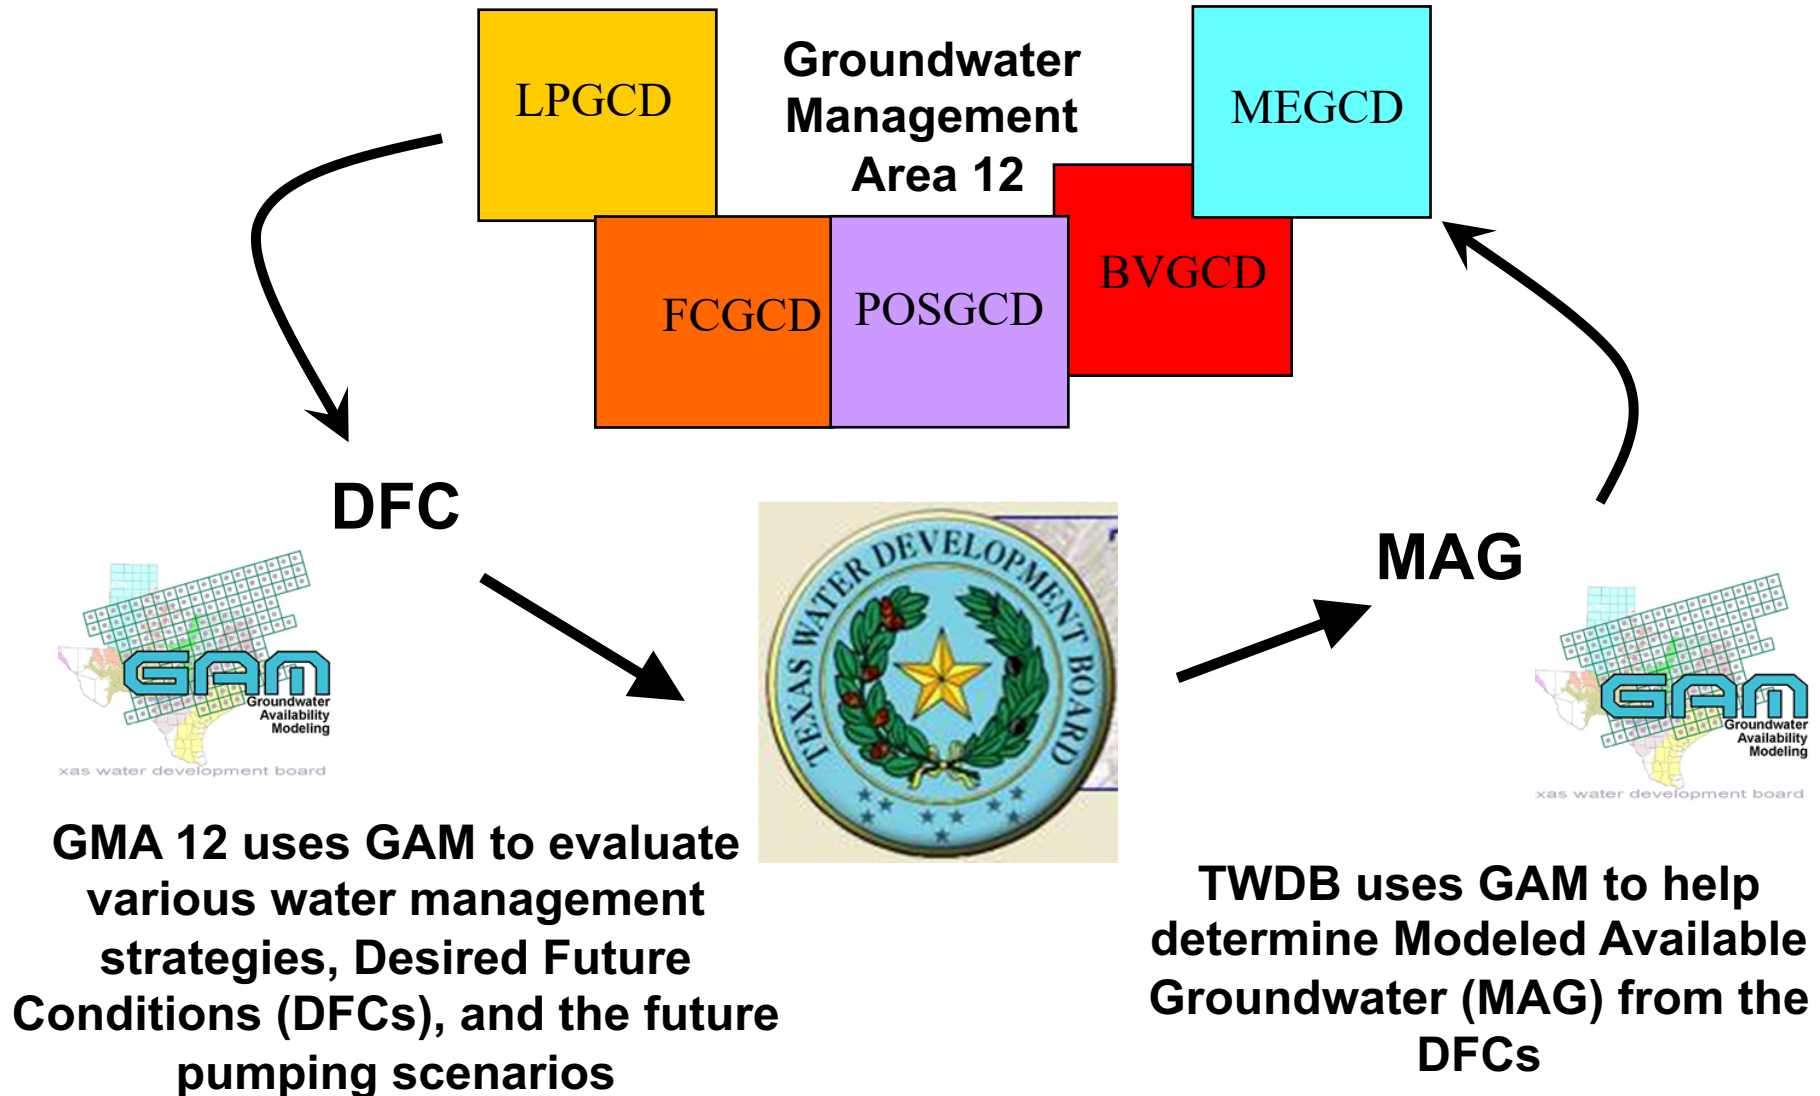 LPGCD
Groundwater
Management
Area 12
MEGCD
FCGCD
POSGCD
BVGCD
DFC
MAG
TEXAS WATER DEVELOPMENT BOARD
GAM
Groundwater
Availability
Modeling
xas water development board
GAM
Groundwater
Availability
Modeling
xas water development board
GMA 12 uses GAM to evaluate
various water management
strategies, Desired Future
Conditions (DFCs), and the future
pumping scenarios
TWDB uses GAM to help
determine Modeled Available
Groundwater (MAG) from the
DFCs